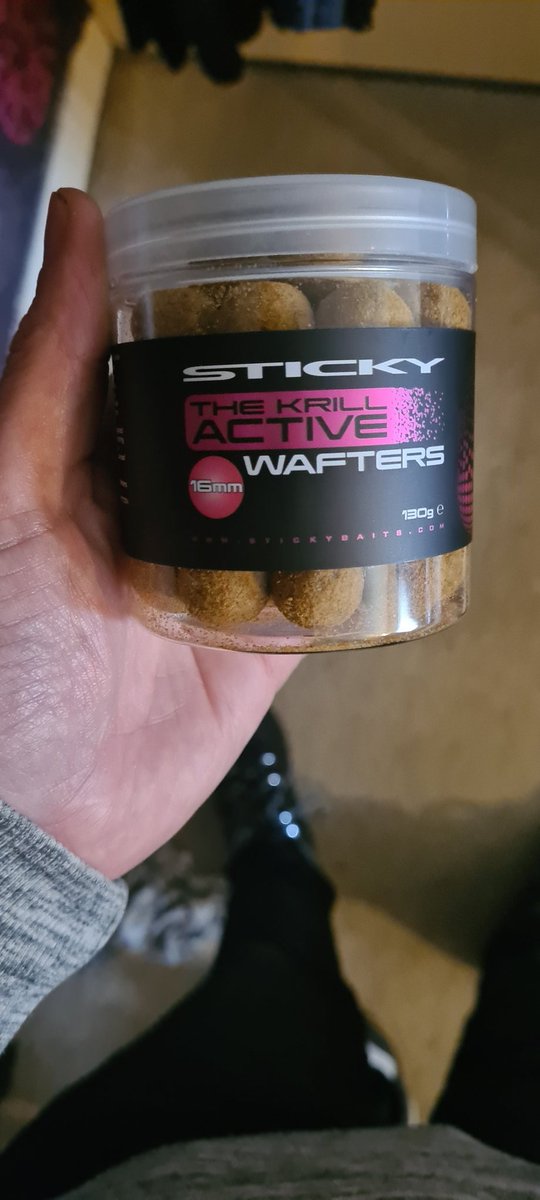 STICKY
THE KRILL
ACTIVE
WAFTERS
16mm
130g e
WWW.STICKYBAITS.COM